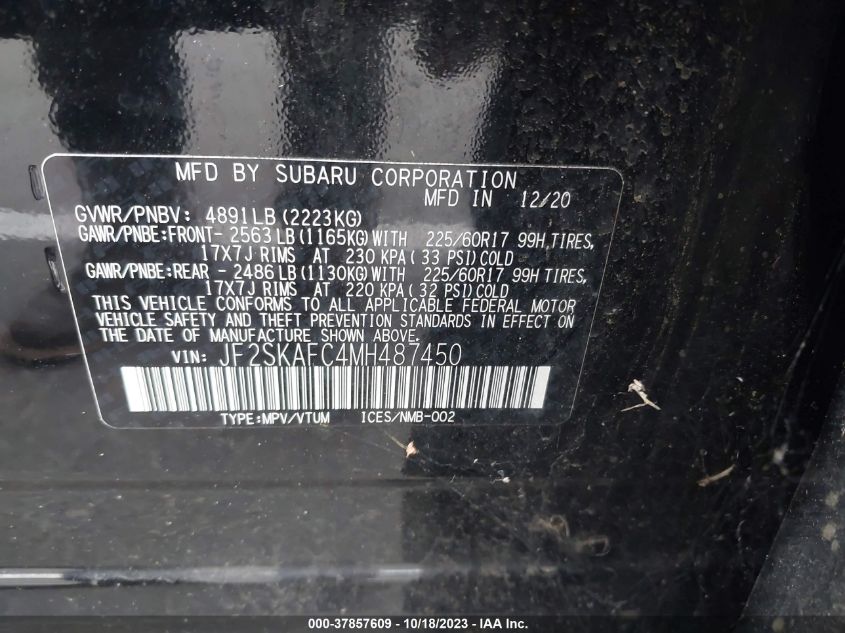 MFD BY SUBARU CORPORATION
MFD IN 12/20
GVWR/PNBV: 4891LB(2223KG)
GAWR/PNBE:FRONT- 2563LB(1165KG)WITH 225/60R17 99H TIRES,
17X7J RIMS AT 230 KPA( 33 PSI)COLD
GAWR/PNBE:REAR - 2486LB(1130KG)WITH 225/60R17 99H TIRES,
17X7J RIMS AT 220 KPA( 32 PSI)COLD
THIS VEHICLE CONFORMS TO ALL APPLICABLE FEDERAL MOTOR
VEHICLE SAFETY AND THEFT PREVENTION STANDARDS IN EFFECT ON
THE DATE OF MANUFACTURE SHOWN ABOVE.
VIN: JF2SKAFC4MH487450
TYPE:MPV/VTUM ICES/NMB-002
000-37857609 - 10/18/2023 - IAA Inc.